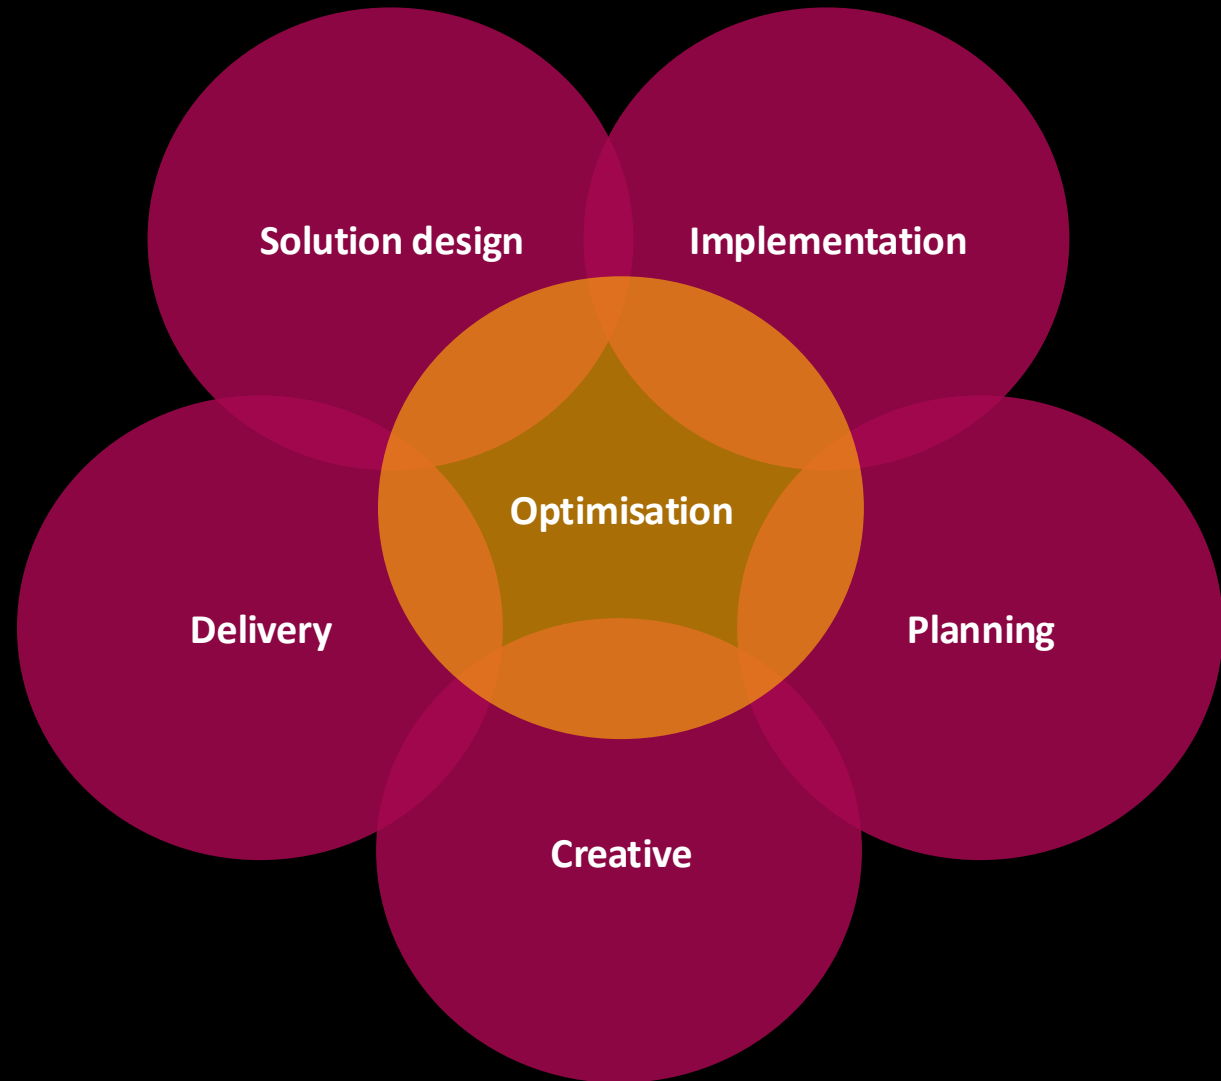 Solution design
Implementation
Optimisation
Delivery
Planning
Creative